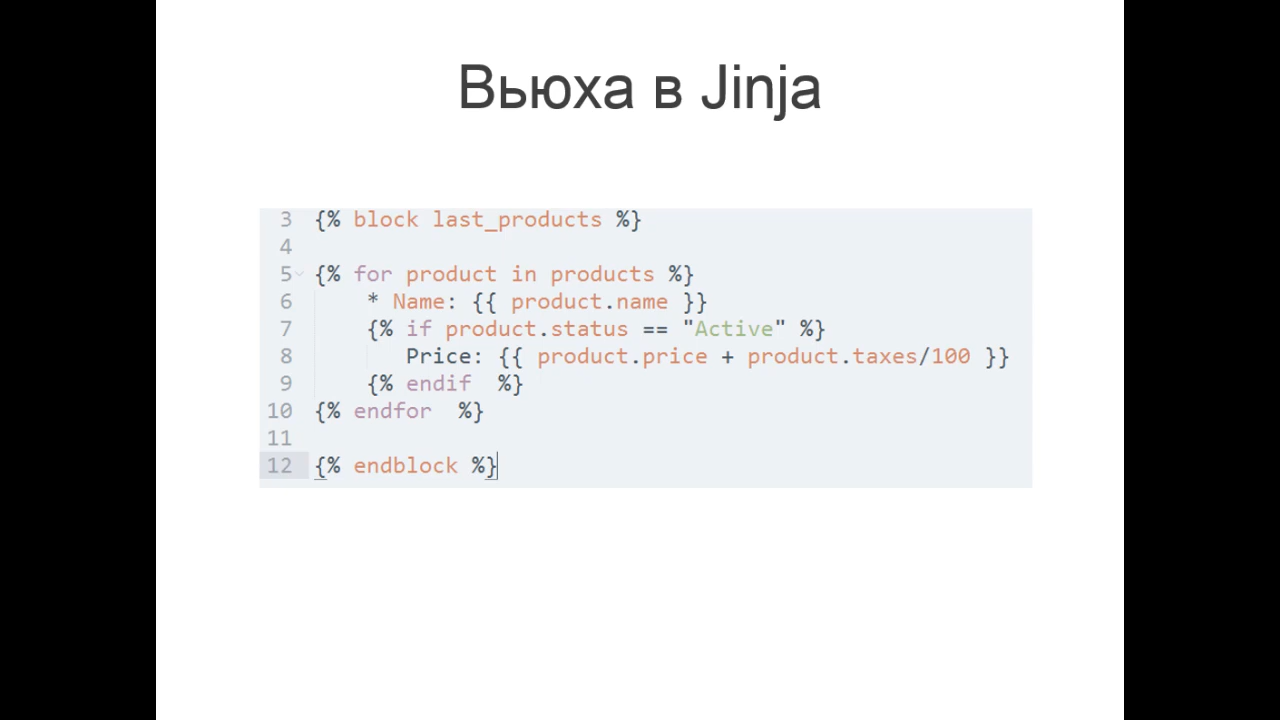 Вьюха в Jinja
3 {% block last_products %}
4
5 {% for product in products %}
6     * Name: {{ product.name }}
7     {% if product.status == "Active" %}
8        Price: {{ product.price + product.taxes/100 }}
9     {% endif  %}
10 {% endfor  %}
11
12 {% endblock %}